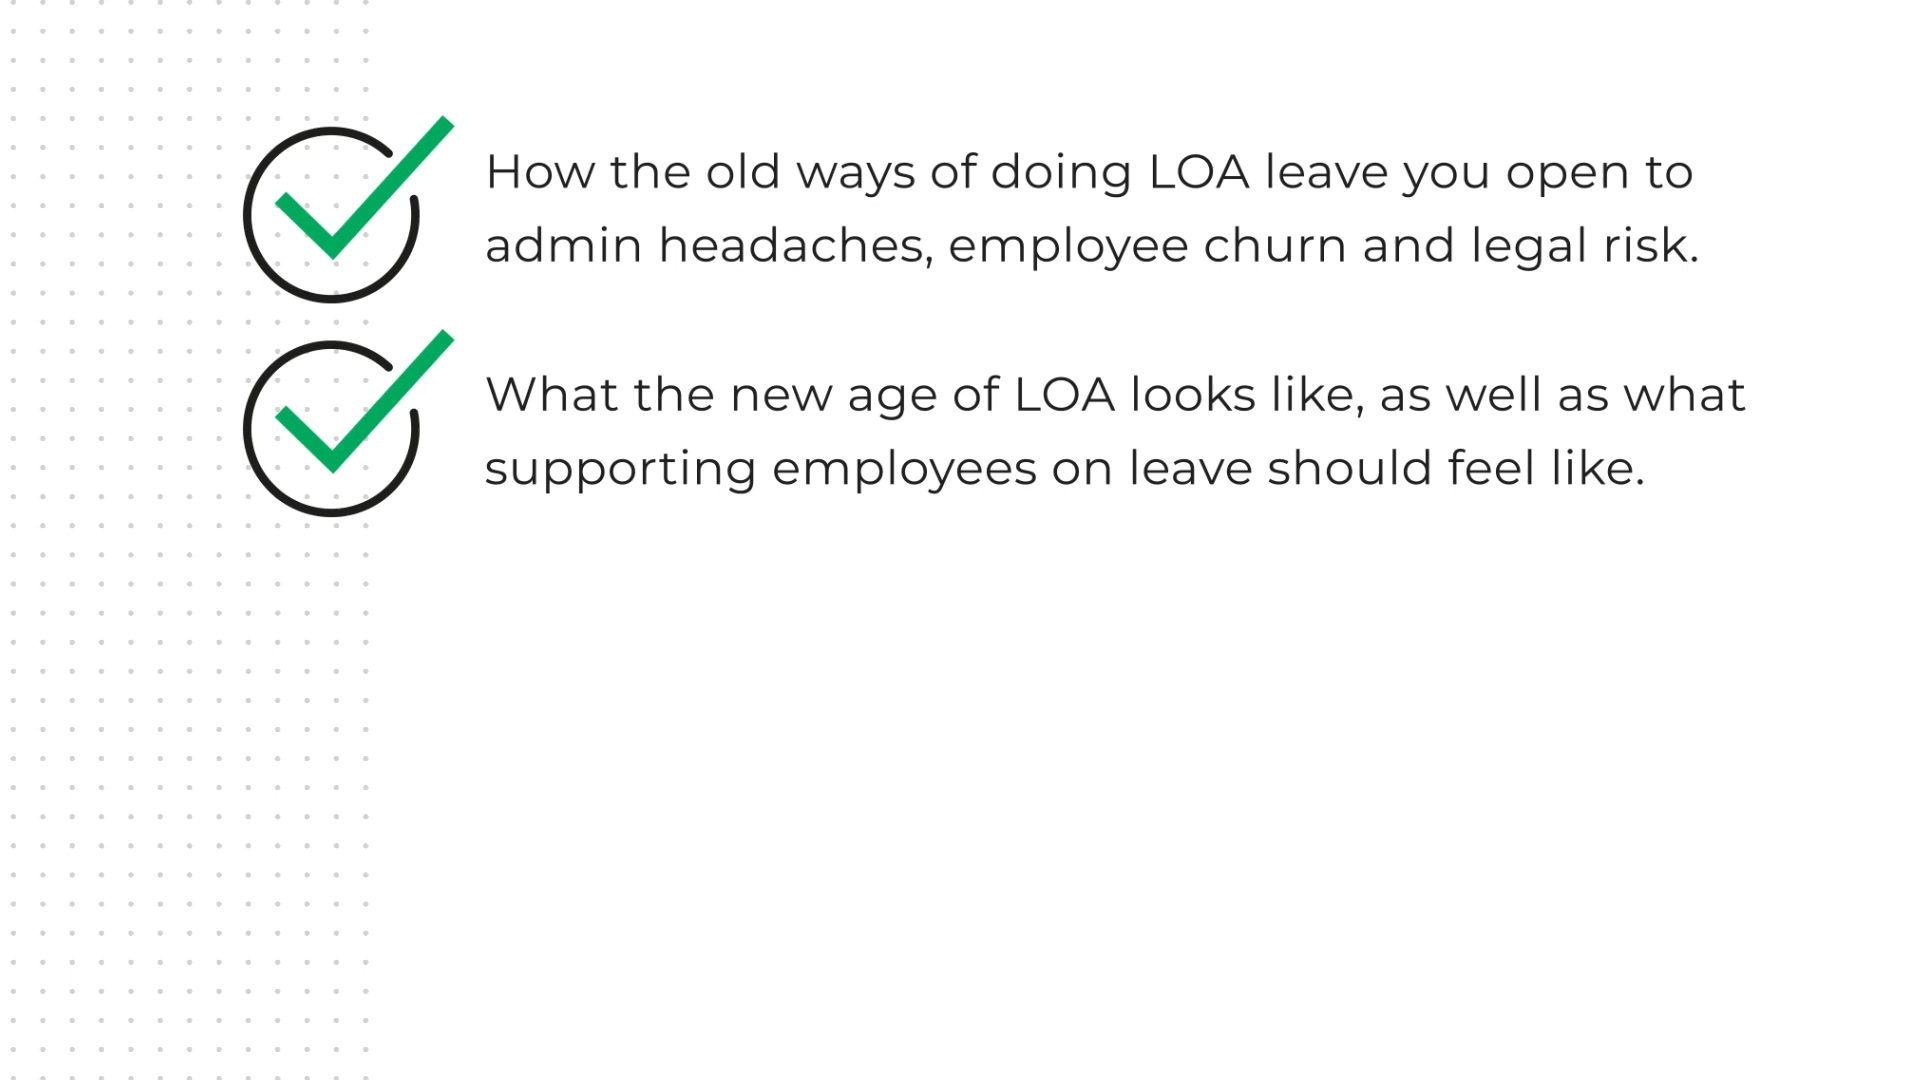 How the old ways of doing LOA leave you open to
admin headaches, employee churn and legal risk.
What the new age of LOA looks like, as well as what
supporting employees on leave should feel like.